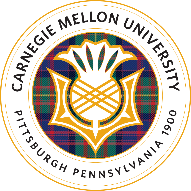 CARNEGIE MELLON UNIVERSITY
PITTSBURGH PENNSYLVANIA 1900